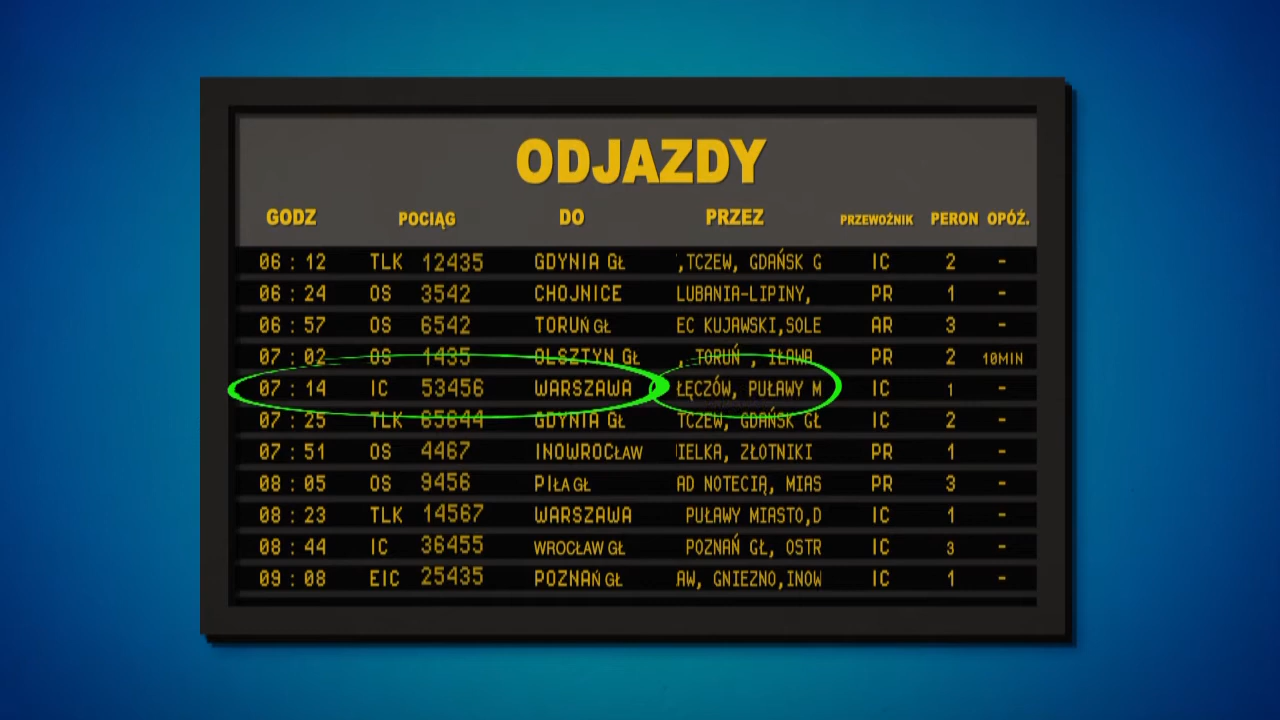 ODJAZDY
GODZ POCIĄG DO PRZEZ PRZEWOŹNIK PERON OPÓŹ.
06 : 12 TLK 12435 GDYNIA GŁ ,TCZEW, GDAŃSK G IC 2 -
06 : 24 OS 3542 CHOJNICE LUBANIA-LIPINY, PR 1 -
06 : 57 OS 6542 TORUŃ GŁ EC KUJAWSKI,SOLE AR 3 -
07 : 02 OS 1435 OLSZTYN GŁ , TORUŃ , IŁAWA PR 2 10MIN
07 : 14 IC 53456 WARSZAWA ŁĘCZÓW, PUŁAWY M IC 1 -
07 : 25 TLK 65644 GDYNIA GŁ TCZEW, GDAŃSK GŁ IC 2 -
07 : 51 OS 4467 INOWROCŁAW IELKA, ZŁOTNIKI PR 1 -
08 : 05 OS 9456 PIŁA GŁ AD NOTECIĄ, MIAS PR 3 -
08 : 23 TLK 14567 WARSZAWA PUŁAWY MIASTO,D IC 1 -
08 : 44 IC 36455 WROCŁAW GŁ POZNAŃ GŁ, OSTR IC 3 -
09 : 08 EIC 25435 POZNAŃ GŁ AW, GNIEZNO,INOW IC 1 -